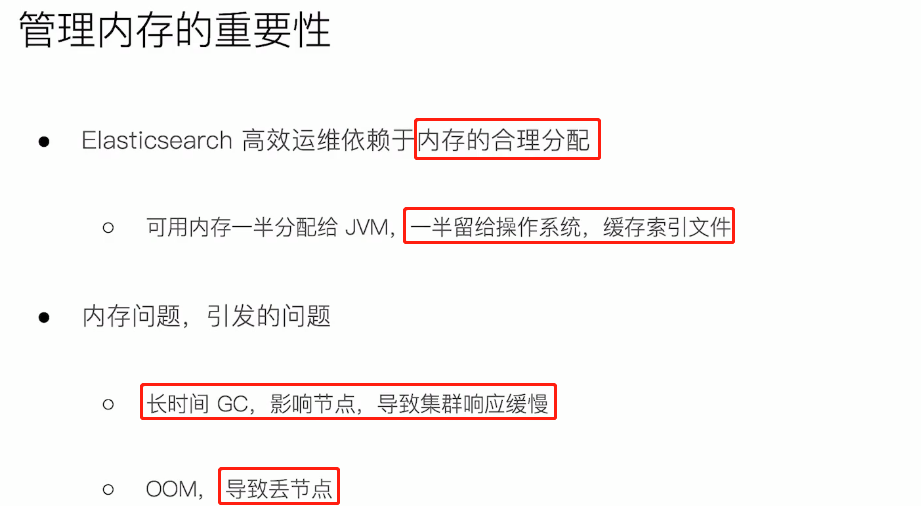 管理内存的重要性
● Elasticsearch 高效运维依赖于内存的合理分配
○ 可用内存一半分配给 JVM，一半留给操作系统，缓存索引文件
● 内存问题，引发的问题
○ 长时间 GC，影响节点，导致集群响应缓慢
○ OOM，导致丢节点